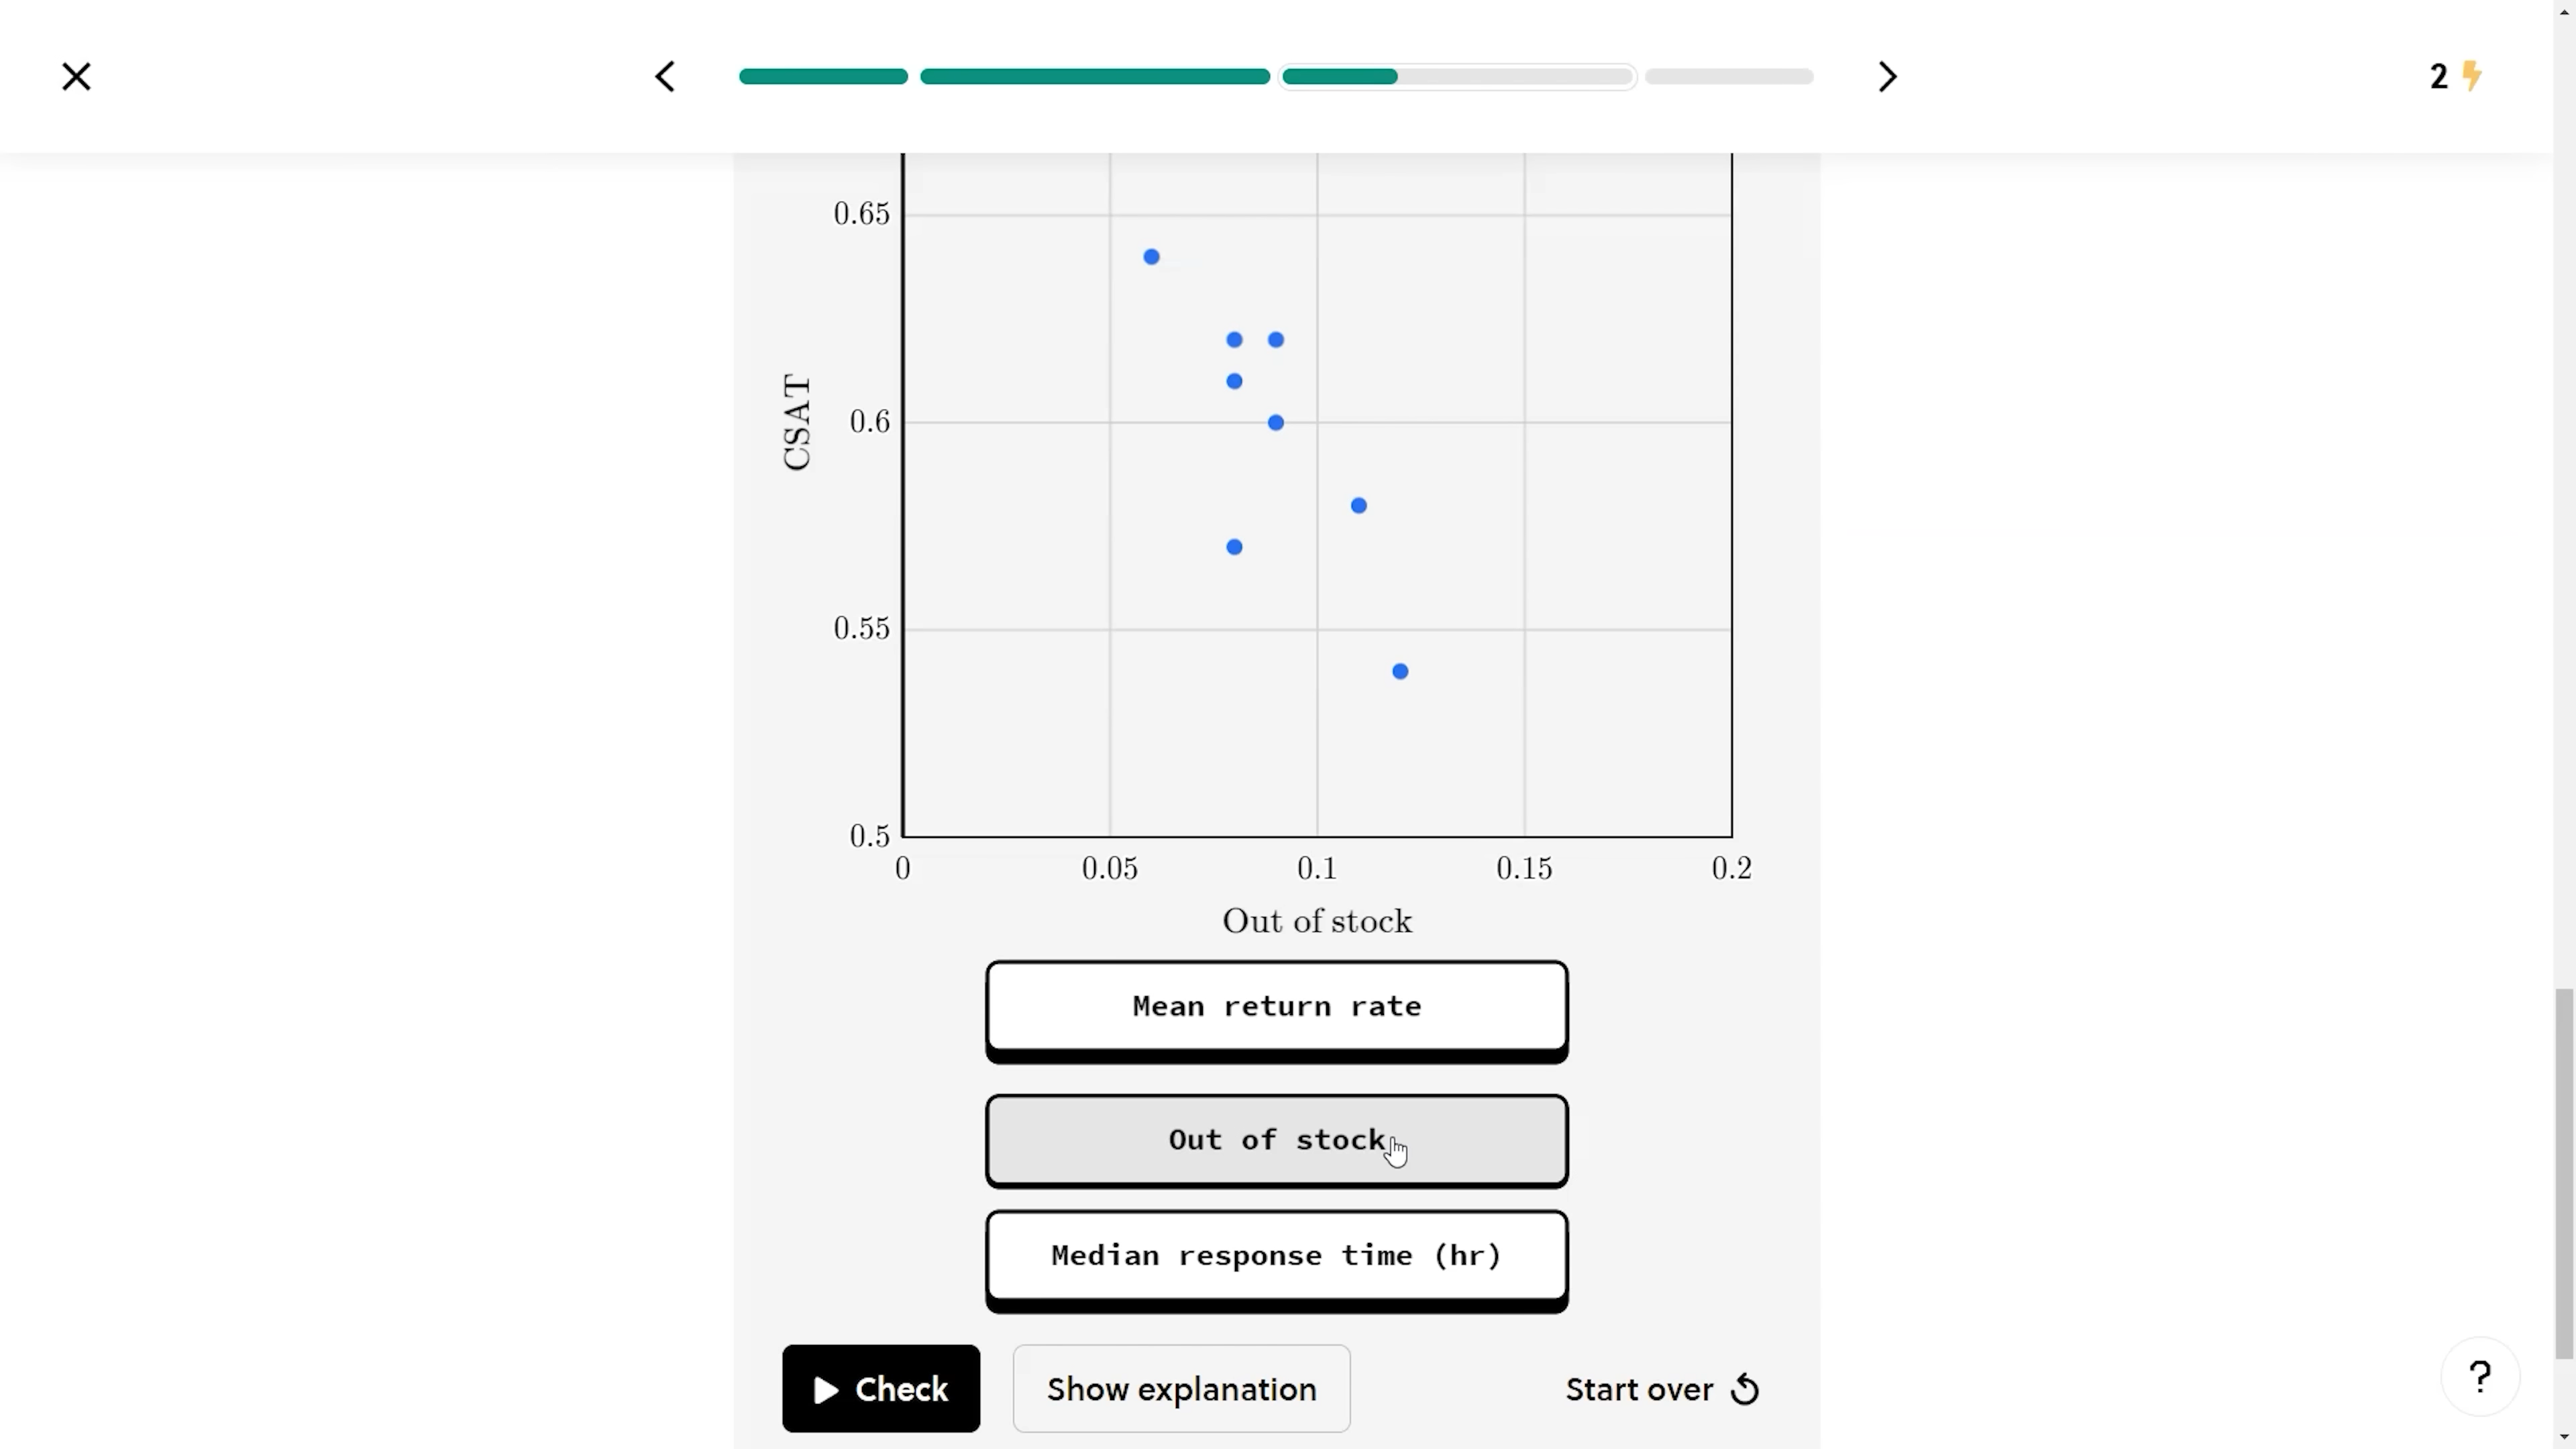 2
0.65
0.6
0.55
0.5
CSAT
0 0.05 0.1 0.15 0.2
Out of stock
Mean return rate
Out of stock
Median response time (hr)
Check Show explanation Start over
?